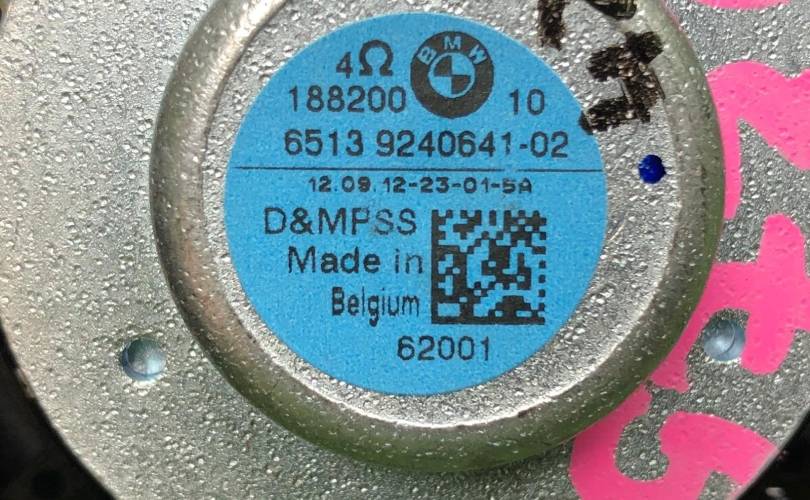 4Ω BMW
188200 10
6513 9240641-02
12.09.12-23-01-5A
D&MPSS
Made in
Belgium
62001